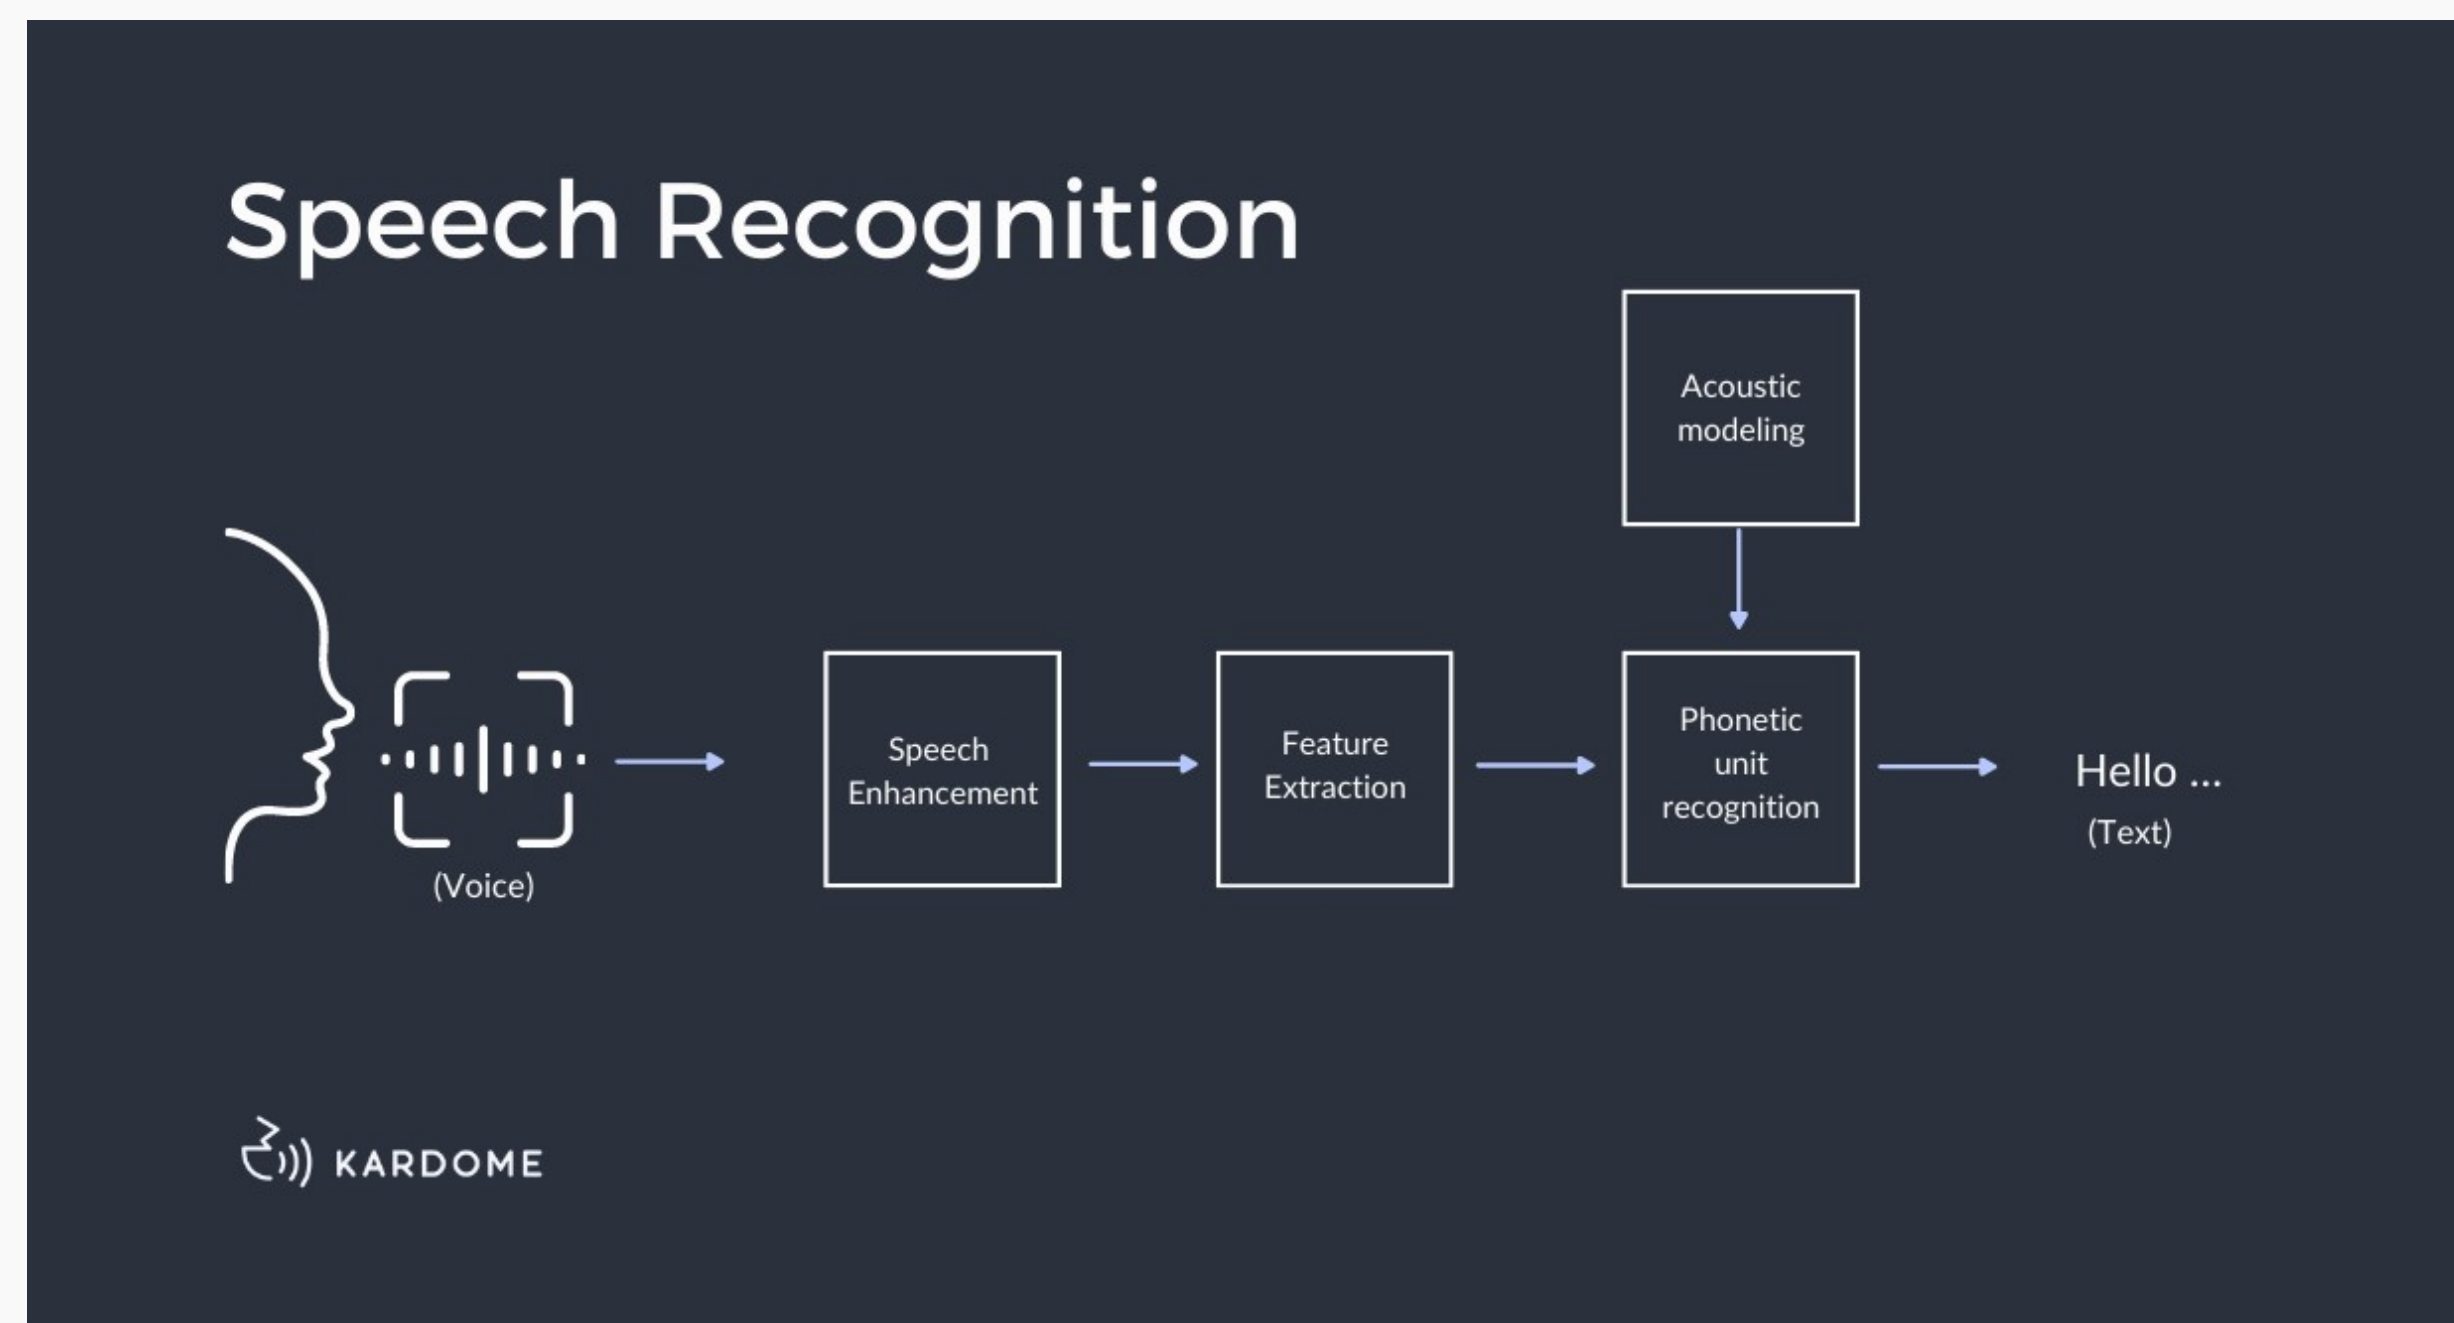 Speech Recognition
Acoustic
modeling
(Voice)
Speech
Enhancement
Feature
Extraction
Phonetic
unit
recognition
Hello ...
(Text)
KARDOME